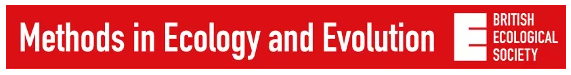 Methods in Ecology and Evolution
BRITISH
ECOLOGICAL
SOCIETY